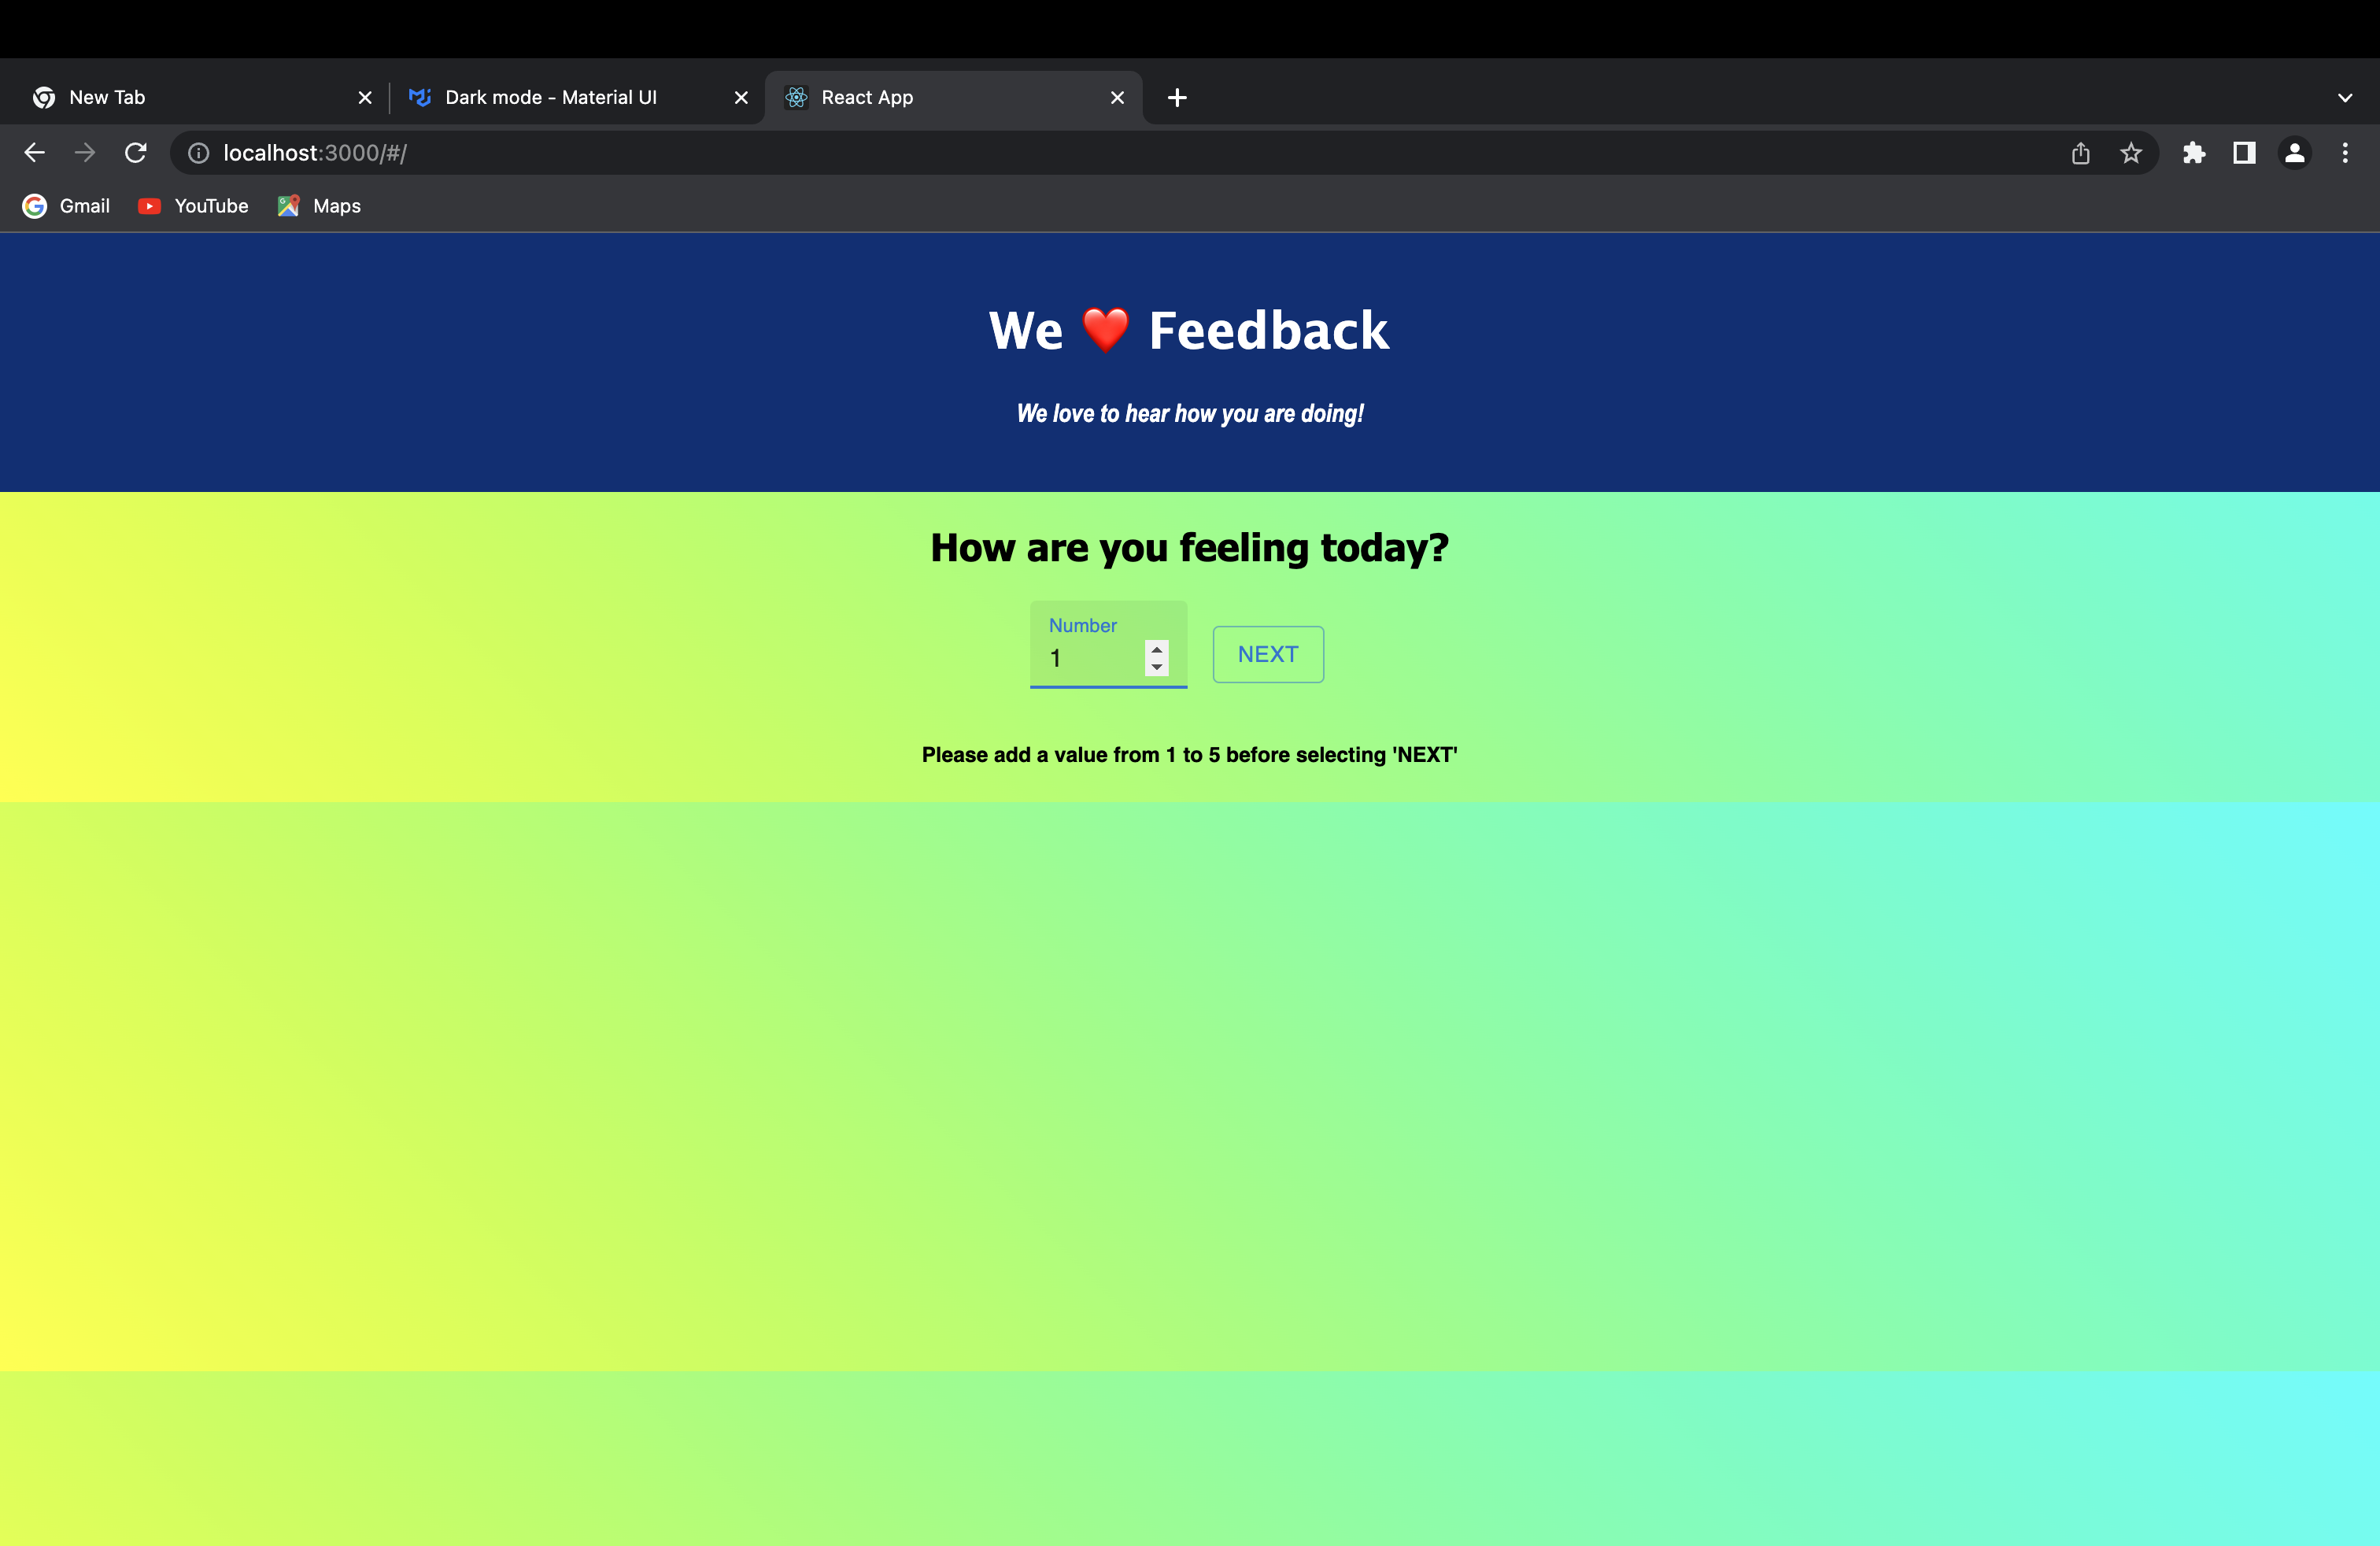 New Tab
Dark mode - Material UI
React App
localhost:3000/#/
Gmail
YouTube
Maps
We ❤️ Feedback
We love to hear how you are doing!
How are you feeling today?
Number
1
NEXT
Please add a value from 1 to 5 before selecting 'NEXT'